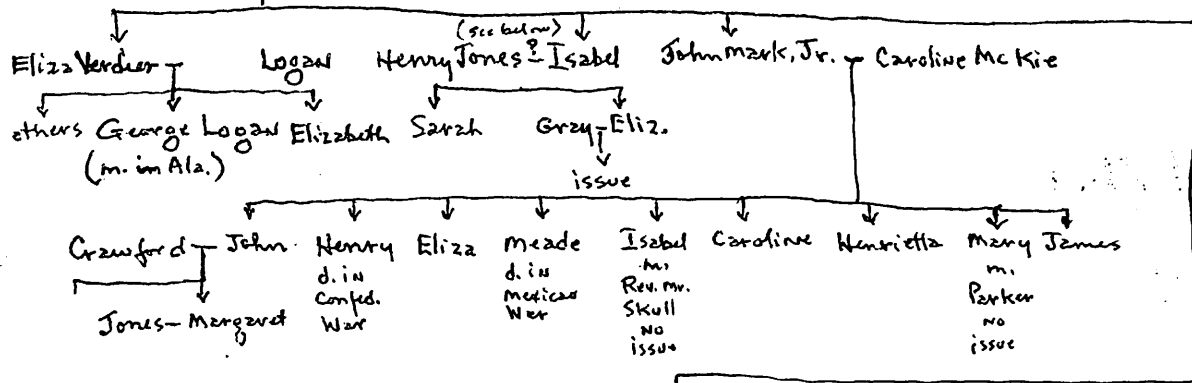 (see below)
Eliza Verdier Logan Henry Jones ? Isabel John Mark, Jr. Caroline McKie
others George Logan Elizabeth Sarah Gray Eliz.
(m. in Ala.)
issue
Crawford John Henry Eliza Meade Isabel Caroline Henrietta Mary James
d. in d. in m. m.
Confed. Mexican Rev. Mr. Parker
War War Skull no
no issue
issue
Jones - Margaret